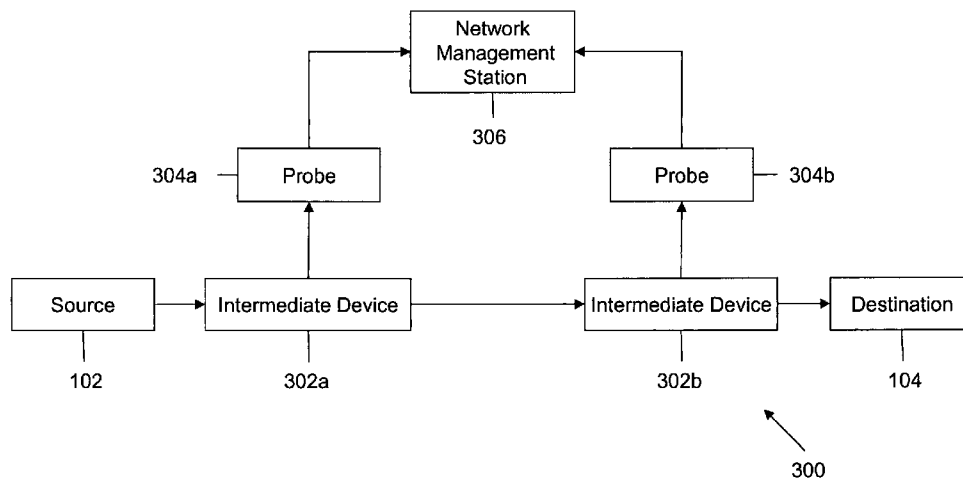 Network
Management
Station
306
304a
Probe
Probe
304b
Source
Intermediate Device
Intermediate Device
Destination
102
302a
302b
104
300